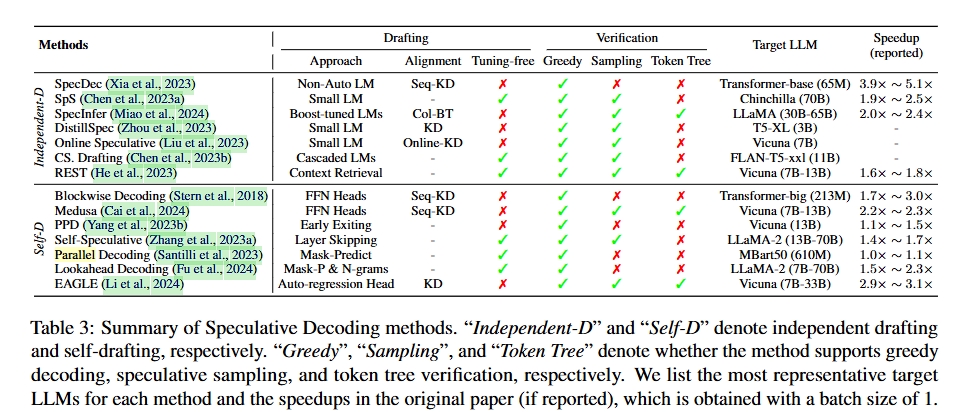 Methods | Drafting | Verification | Target LLM | Speedup (reported)
Approach | Alignment | Tuning-free | Greedy | Sampling | Token Tree
Independent-D
SpecDec (Xia et al., 2023) | Non-Auto LM | Seq-KD | ✗ | ✓ | ✗ | ✗ | Transformer-base (65M) | 3.9× ∼ 5.1×
SpS (Chen et al., 2023a) | Small LM | - | ✓ | ✓ | ✓ | ✗ | Chinchilla (70B) | 1.9× ∼ 2.5×
SpecInfer (Miao et al., 2024) | Boost-tuned LMs | Col-BT | ✗ | ✓ | ✓ | ✓ | LLaMA (30B-65B) | 2.0× ∼ 2.4×
DistillSpec (Zhou et al., 2023) | Small LM | KD | ✗ | ✓ | ✓ | ✗ | T5-XL (3B) | -
Online Speculative (Liu et al., 2023) | Small LM | Online-KD | ✗ | ✓ | ✓ | ✗ | Vicuna (7B) | -
CS. Drafting (Chen et al., 2023b) | Cascaded LMs | - | ✓ | ✓ | ✓ | ✗ | FLAN-T5-xxl (11B) | -
REST (He et al., 2023) | Context Retrieval | - | ✓ | ✓ | ✓ | ✓ | Vicuna (7B-13B) | 1.6× ∼ 1.8×
Self-D
Blockwise Decoding (Stern et al., 2018) | FFN Heads | Seq-KD | ✗ | ✓ | ✗ | ✗ | Transformer-big (213M) | 1.7× ∼ 3.0×
Medusa (Cai et al., 2024) | FFN Heads | Seq-KD | ✗ | ✓ | ✓ | ✓ | Vicuna (7B-13B) | 2.2× ∼ 2.3×
PPD (Yang et al., 2023b) | Early Exiting | - | ✗ | ✓ | ✗ | ✗ | Vicuna (13B) | 1.1× ∼ 1.5×
Self-Speculative (Zhang et al., 2023a) | Layer Skipping | - | ✓ | ✓ | ✓ | ✗ | LLaMA-2 (13B-70B) | 1.4× ∼ 1.7×
Parallel Decoding (Santilli et al., 2023) | Mask-Predict | - | ✓ | ✓ | ✗ | ✗ | MBart50 (610M) | 1.0× ∼ 1.1×
Lookahead Decoding (Fu et al., 2024) | Mask-P & N-grams | - | ✓ | ✓ | ✗ | ✗ | LLaMA-2 (7B-70B) | 1.5× ∼ 2.3×
EAGLE (Li et al., 2024) | Auto-regression Head | KD | ✗ | ✓ | ✓ | ✓ | Vicuna (7B-33B) | 2.9× ∼ 3.1×
Table 3: Summary of Speculative Decoding methods. “Independent-D” and “Self-D” denote independent drafting
and self-drafting, respectively. “Greedy”, “Sampling”, and “Token Tree” denote whether the method supports greedy
decoding, speculative sampling, and token tree verification, respectively. We list the most representative target
LLMs for each method and the speedups in the original paper (if reported), which is obtained with a batch size of 1.